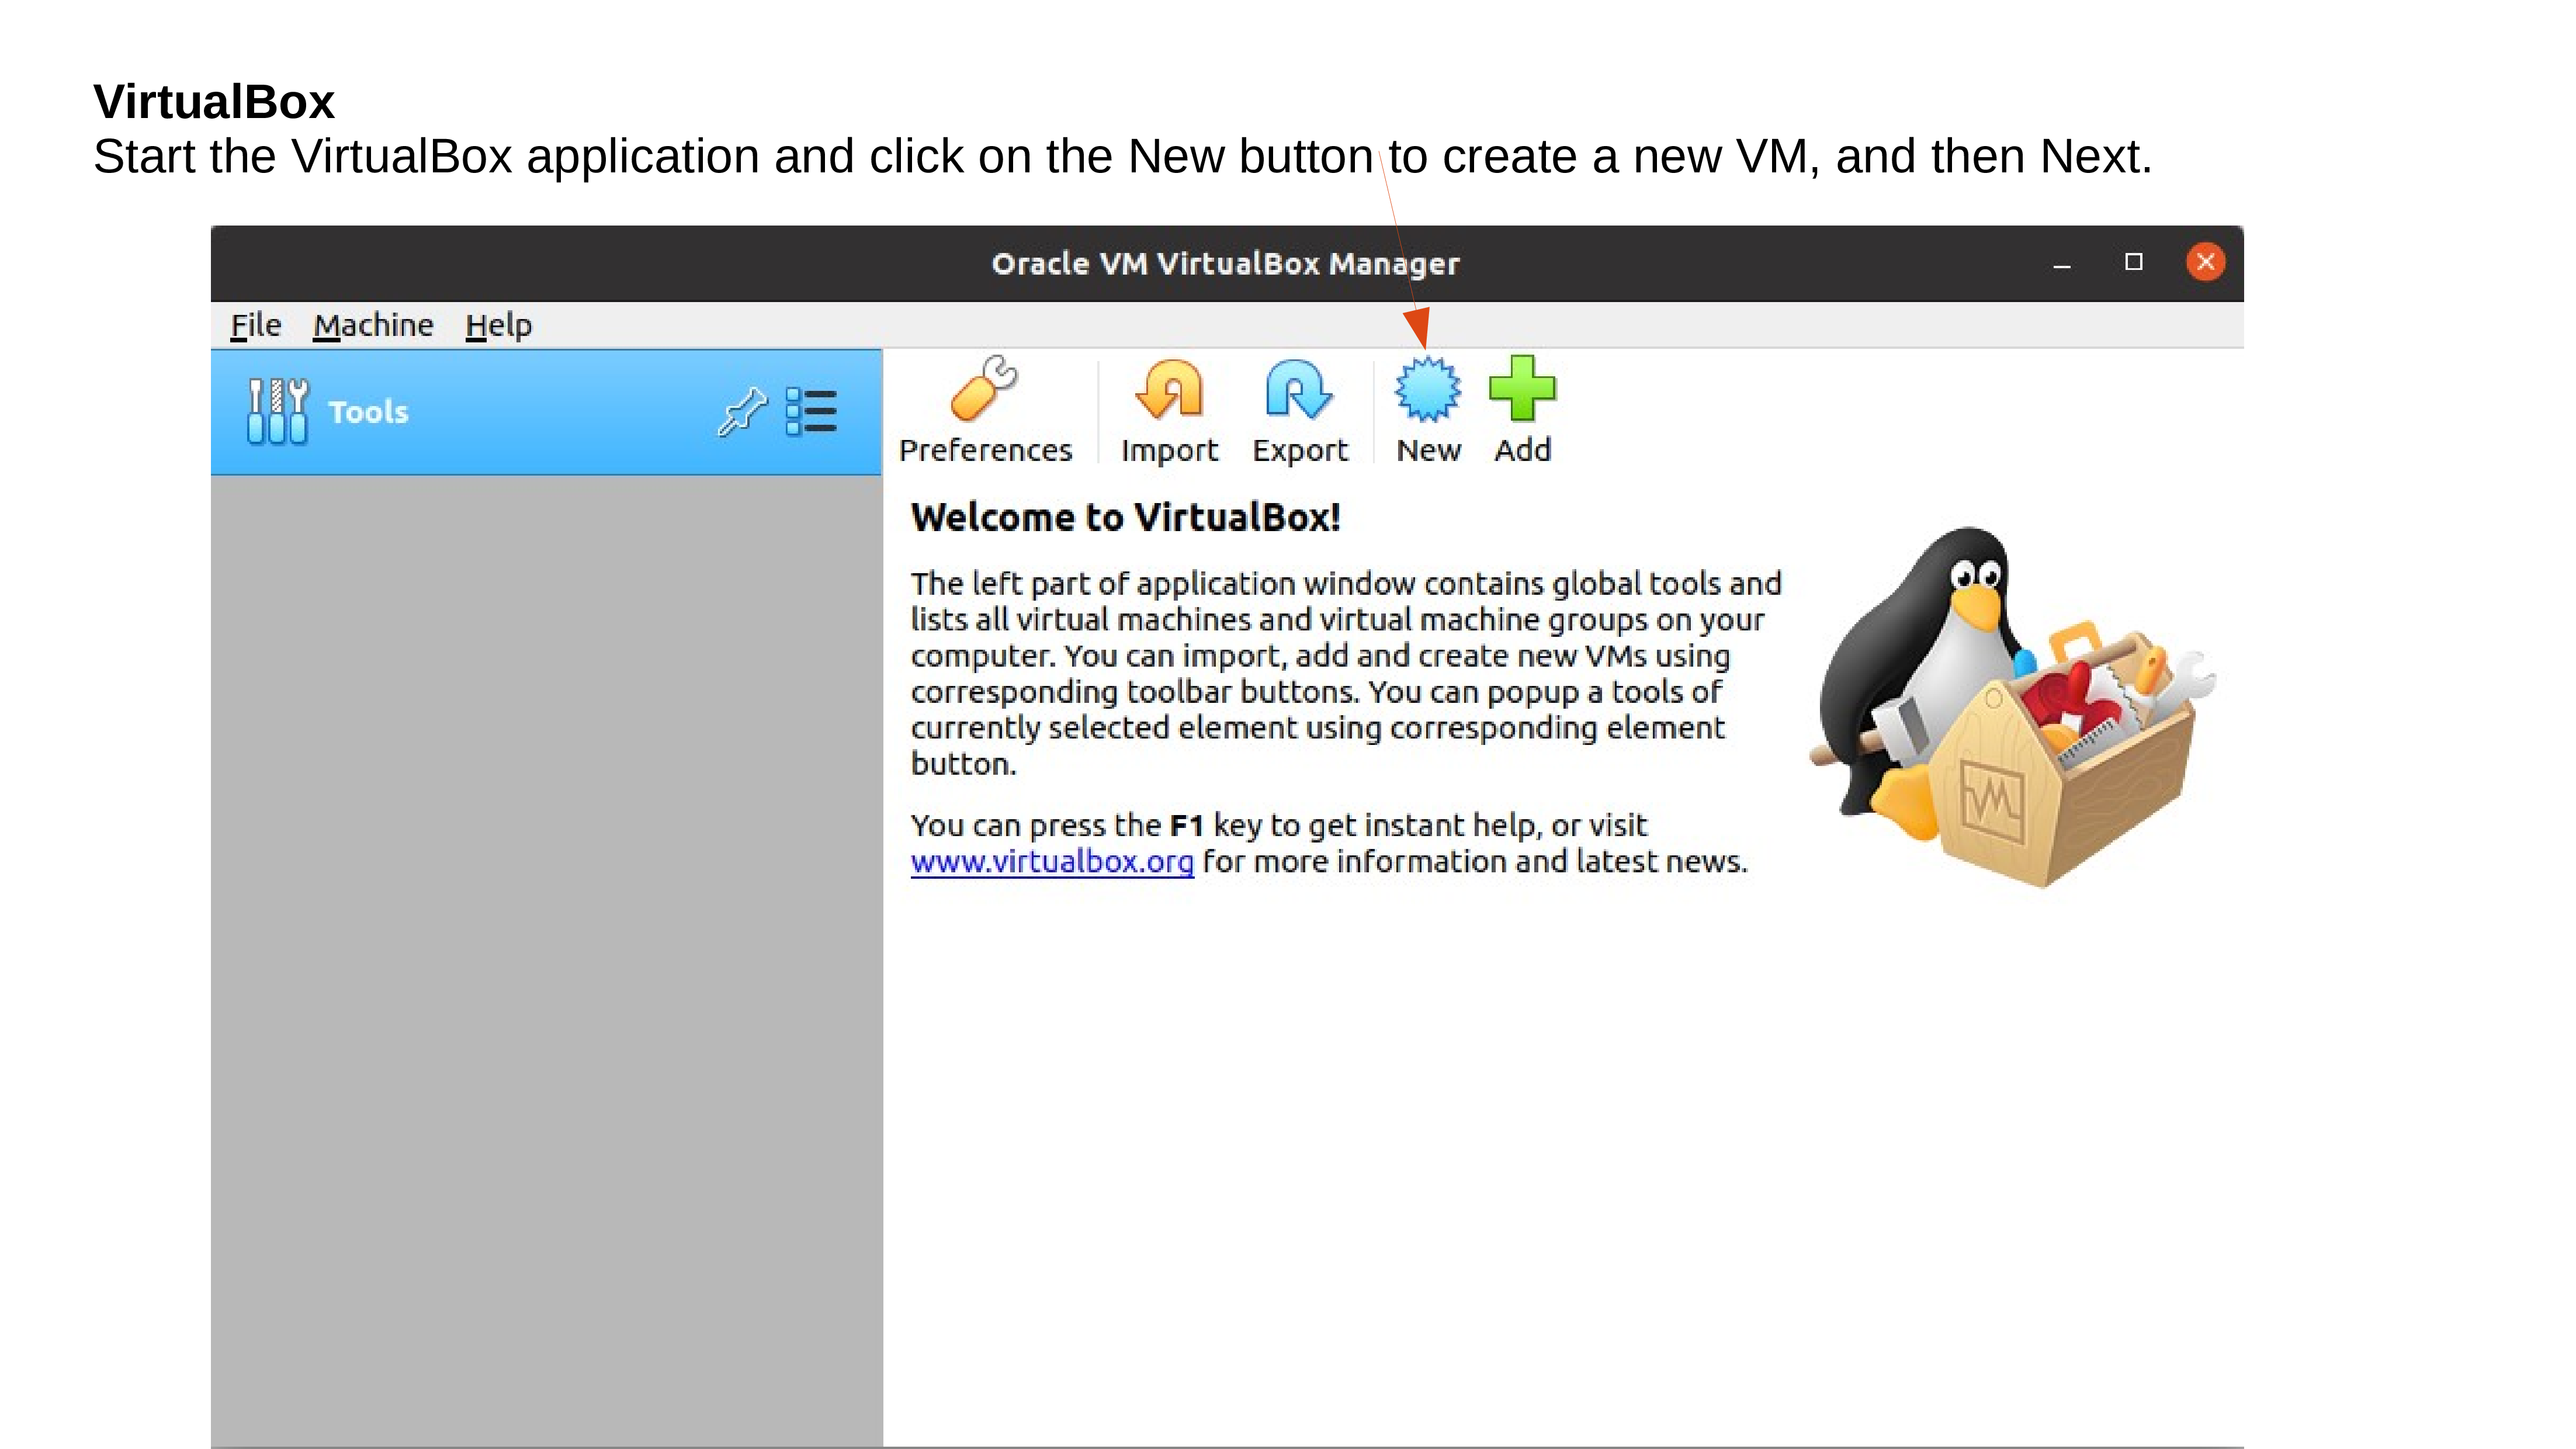 VirtualBox
Start the VirtualBox application and click on the New button to create a new VM, and then Next.
Oracle VM VirtualBox Manager
File Machine Help
Tools
Preferences Import Export New Add
Welcome to VirtualBox!
The left part of application window contains global tools and
lists all virtual machines and virtual machine groups on your
computer. You can import, add and create new VMs using
corresponding toolbar buttons. You can popup a tools of
currently selected element using corresponding element
button.
You can press the F1 key to get instant help, or visit
www.virtualbox.org for more information and latest news.